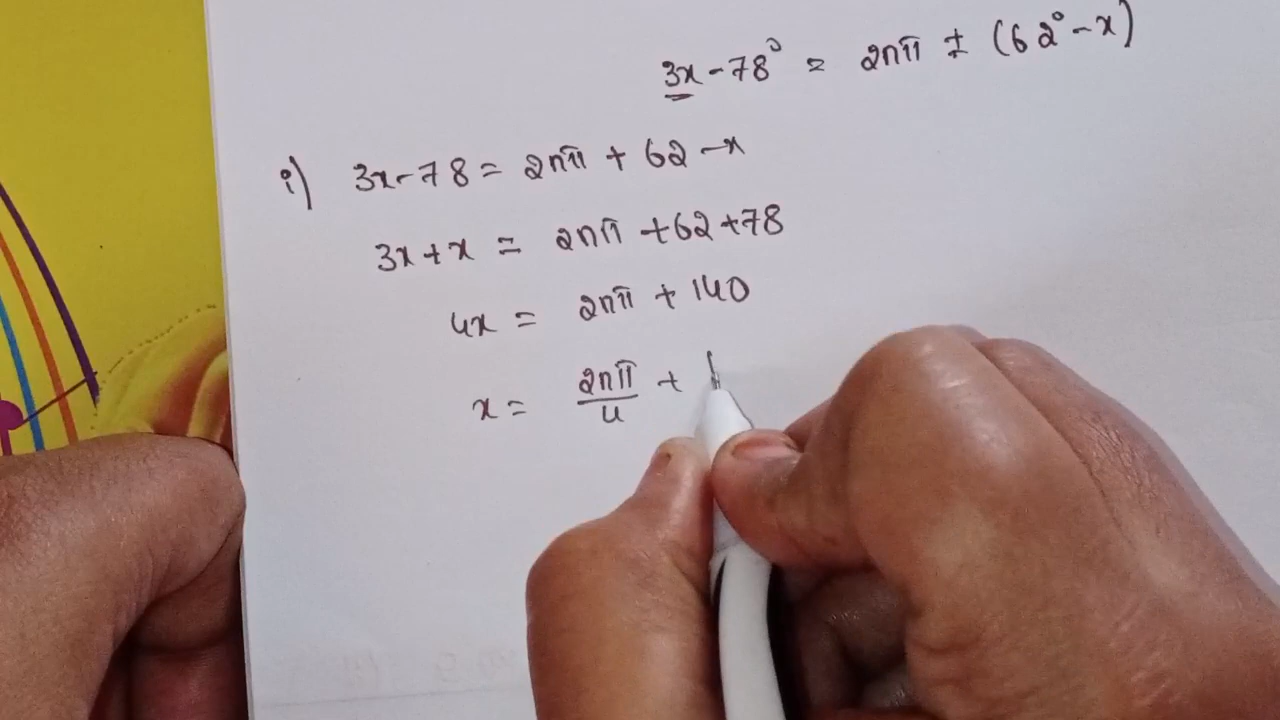 3x-78° = 2nπ ± (62°-x)
i) 3x-78 = 2nπ + 62 -x
3x+x = 2nπ +62+78
4x = 2nπ + 140
x = 2nπ/4 +